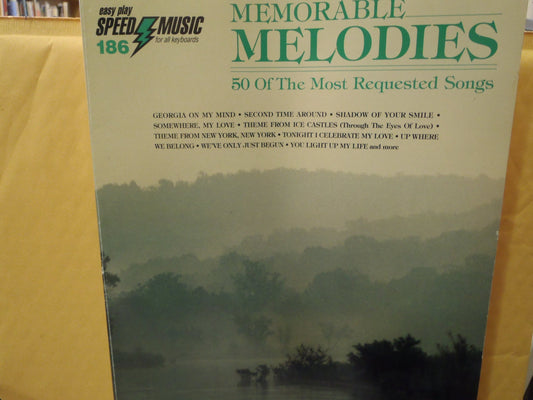 easy play
SPEED MUSIC
186 for all keyboards
MEMORABLE
MELODIES
50 Of The Most Requested Songs
GEORGIA ON MY MIND • SECOND TIME AROUND • SHADOW OF YOUR SMILE •
SOMEWHERE, MY LOVE • THEME FROM ICE CASTLES (Through The Eyes Of Love) •
THEME FROM NEW YORK, NEW YORK • TONIGHT I CELEBRATE MY LOVE • UP WHERE
WE BELONG • WE'VE ONLY JUST BEGUN • YOU LIGHT UP MY LIFE and more